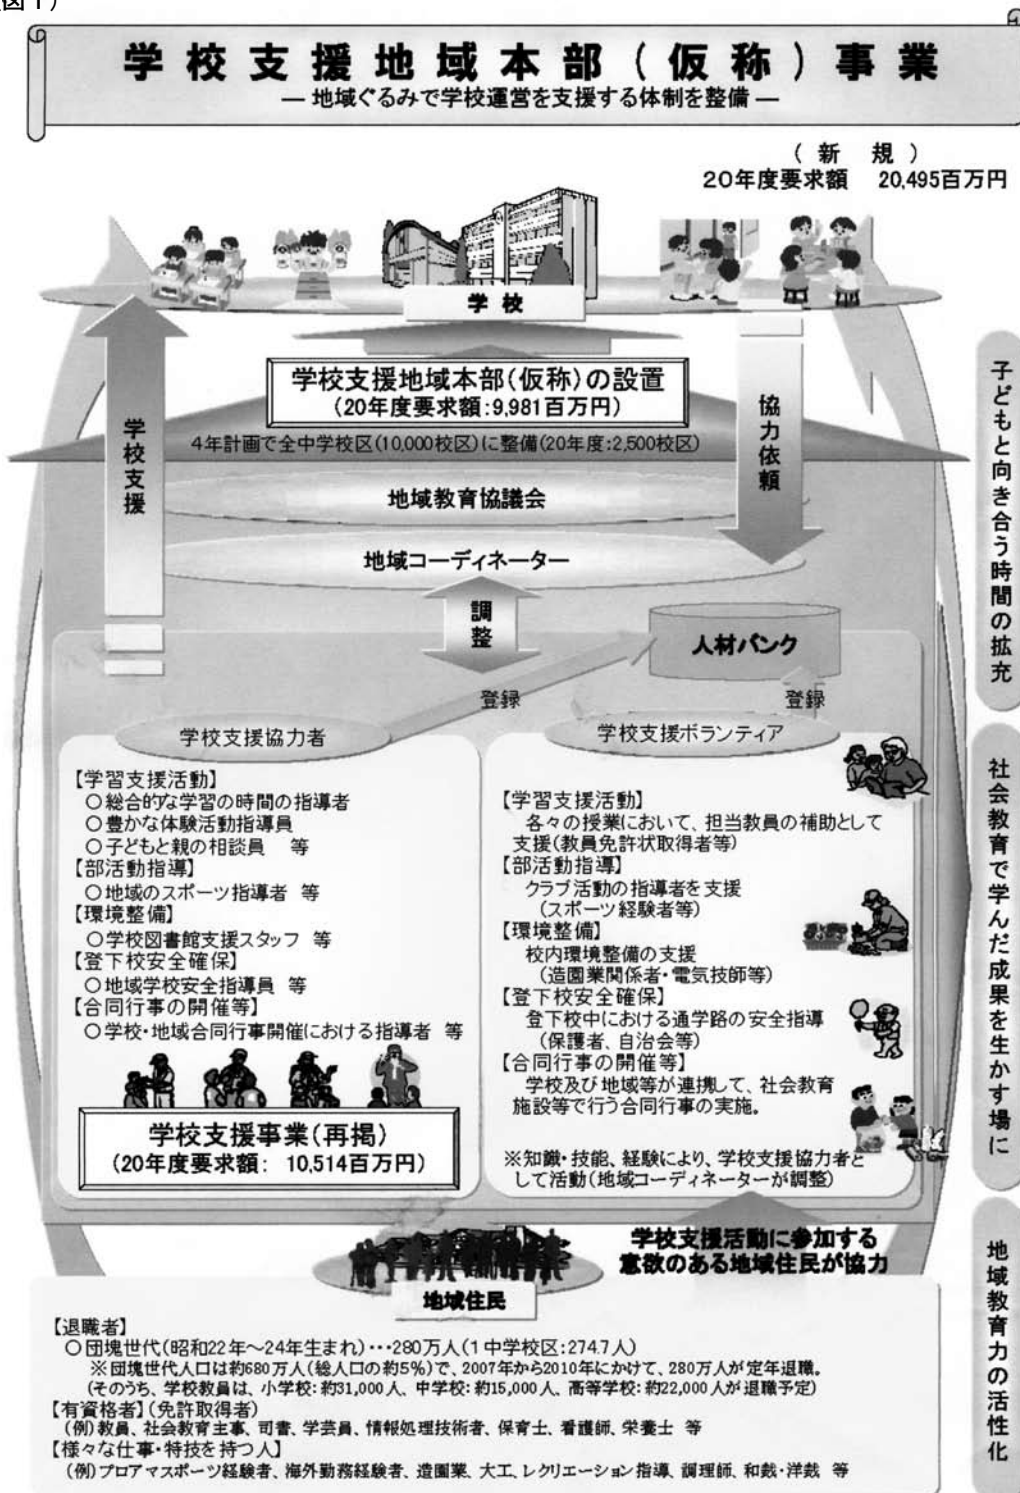 図1）
学校支援地域本部（仮称）事業
― 地域ぐるみで学校運営を支援する体制を整備 ―
（新規）
20年度要求額　20,495百万円
学校
学校支援地域本部（仮称）の設置
（20年度要求額：9,981百万円）
４年計画で全中学校区（10,000校区）に整備（20年度：2,500校区）
学校支援
協力依頼
地域教育協議会
地域コーディネーター
調整
人材バンク
登録
登録
学校支援協力者
【学習支援活動】
○総合的な学習の時間の指導者
○豊かな体験活動指導員
○子どもと親の相談員　等
【部活動指導】
○地域のスポーツ指導者　等
【環境整備】
○学校図書館支援スタッフ　等
【登下校安全確保】
○地域学校安全指導員　等
【合同行事の開催等】
○学校・地域合同行事開催における指導者　等
学校支援事業（再掲）
（20年度要求額：　10,514百万円）
学校支援ボランティア
【学習支援活動】
各々の授業において、担当教員の補助として
支援（教員免許状取得者等）
【部活動指導】
クラブ活動の指導者を支援
（スポーツ経験者等）
【環境整備】
校内環境整備の支援
（造園業関係者・電気技師等）
【登下校安全確保】
登下校中における通学路の安全指導
（保護者、自治会等）
【合同行事の開催等】
学校及び地域等が連携して、社会教育
施設等で行う合同行事の実施。
※知識・技能、経験により、学校支援協力者と
して活動（地域コーディネーターが調整）
学校支援活動に参加する
意欲のある地域住民が協力
地域住民
【退職者】
○団塊世代（昭和22年～24年生まれ）･･･280万人（１中学校区：274.7人）
※団塊世代人口は約680万人（総人口の約5％）で、2007年から2010年にかけて、280万人が定年退職。
（そのうち、学校教員は、小学校：約31,000人、中学校：約15,000人、高等学校：約22,000人が退職予定）
【有資格者】（免許取得者）
（例）教員、社会教育主事、司書、学芸員、情報処理技術者、保育士、看護師、栄養士　等
【様々な仕事・特技を持つ人】
（例）プロアマスポーツ経験者、海外勤務経験者、造園業、大工、レクリエーション指導、調理師、和裁・洋裁　等
子どもと向き合う時間の拡充
社会教育で学んだ成果を生かす場に
地域教育力の活性化